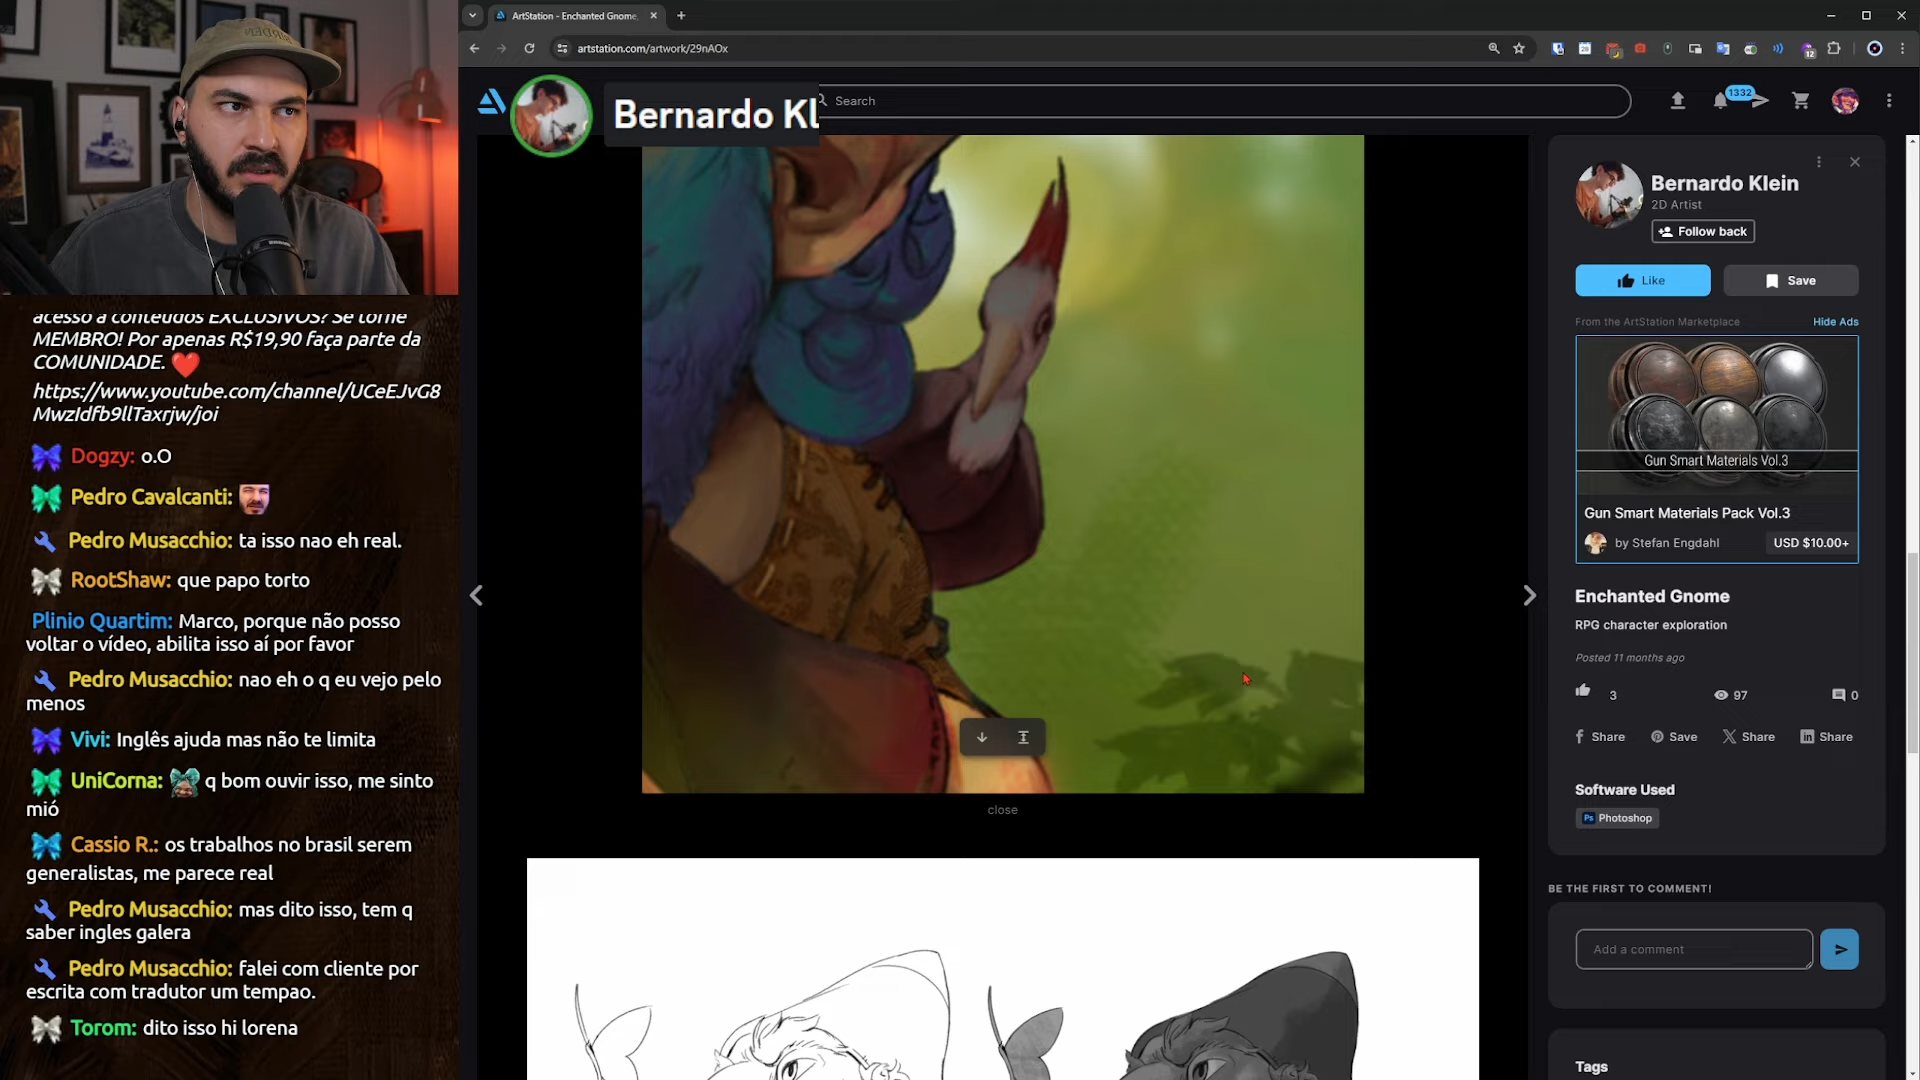 ArtStation - Enchanted Gnome,
artstation.com/artwork/29nAOx
Bernardo Kl
Search
1332
12
acesso a conteúdos EXCLUSIVOS? Se torne
MEMBRO! Por apenas R$19,90 faça parte da
COMUNIDADE. ❤️
https://www.youtube.com/channel/UCeEJvG8
MwzIdfb9llTaxrjw/joi
Dogzy: o.O
Pedro Cavalcanti:
Pedro Musacchio: ta isso nao eh real.
RootShaw: que papo torto
Plinio Quartim: Marco, porque não posso
voltar o vídeo, abilita isso aí por favor
Pedro Musacchio: nao eh o q eu vejo pelo
menos
Vivi: Inglês ajuda mas não te limita
UniCorna: q bom ouvir isso, me sinto
mió
Cassio R.: os trabalhos no brasil serem
generalistas, me parece real
Pedro Musacchio: mas dito isso, tem q
saber ingles galera
Pedro Musacchio: falei com cliente por
escrita com tradutor um tempao.
Torom: dito isso hi lorena
close
Bernardo Klein
2D Artist
Follow back
Like
Save
From the ArtStation Marketplace
Hide Ads
Gun Smart Materials Vol.3
Gun Smart Materials Pack Vol.3
by Stefan Engdahl
USD $10.00+
Enchanted Gnome
RPG character exploration
Posted 11 months ago
3
97
0
Share
Save
Share
Share
Software Used
Ps Photoshop
BE THE FIRST TO COMMENT!
Add a comment
Tags